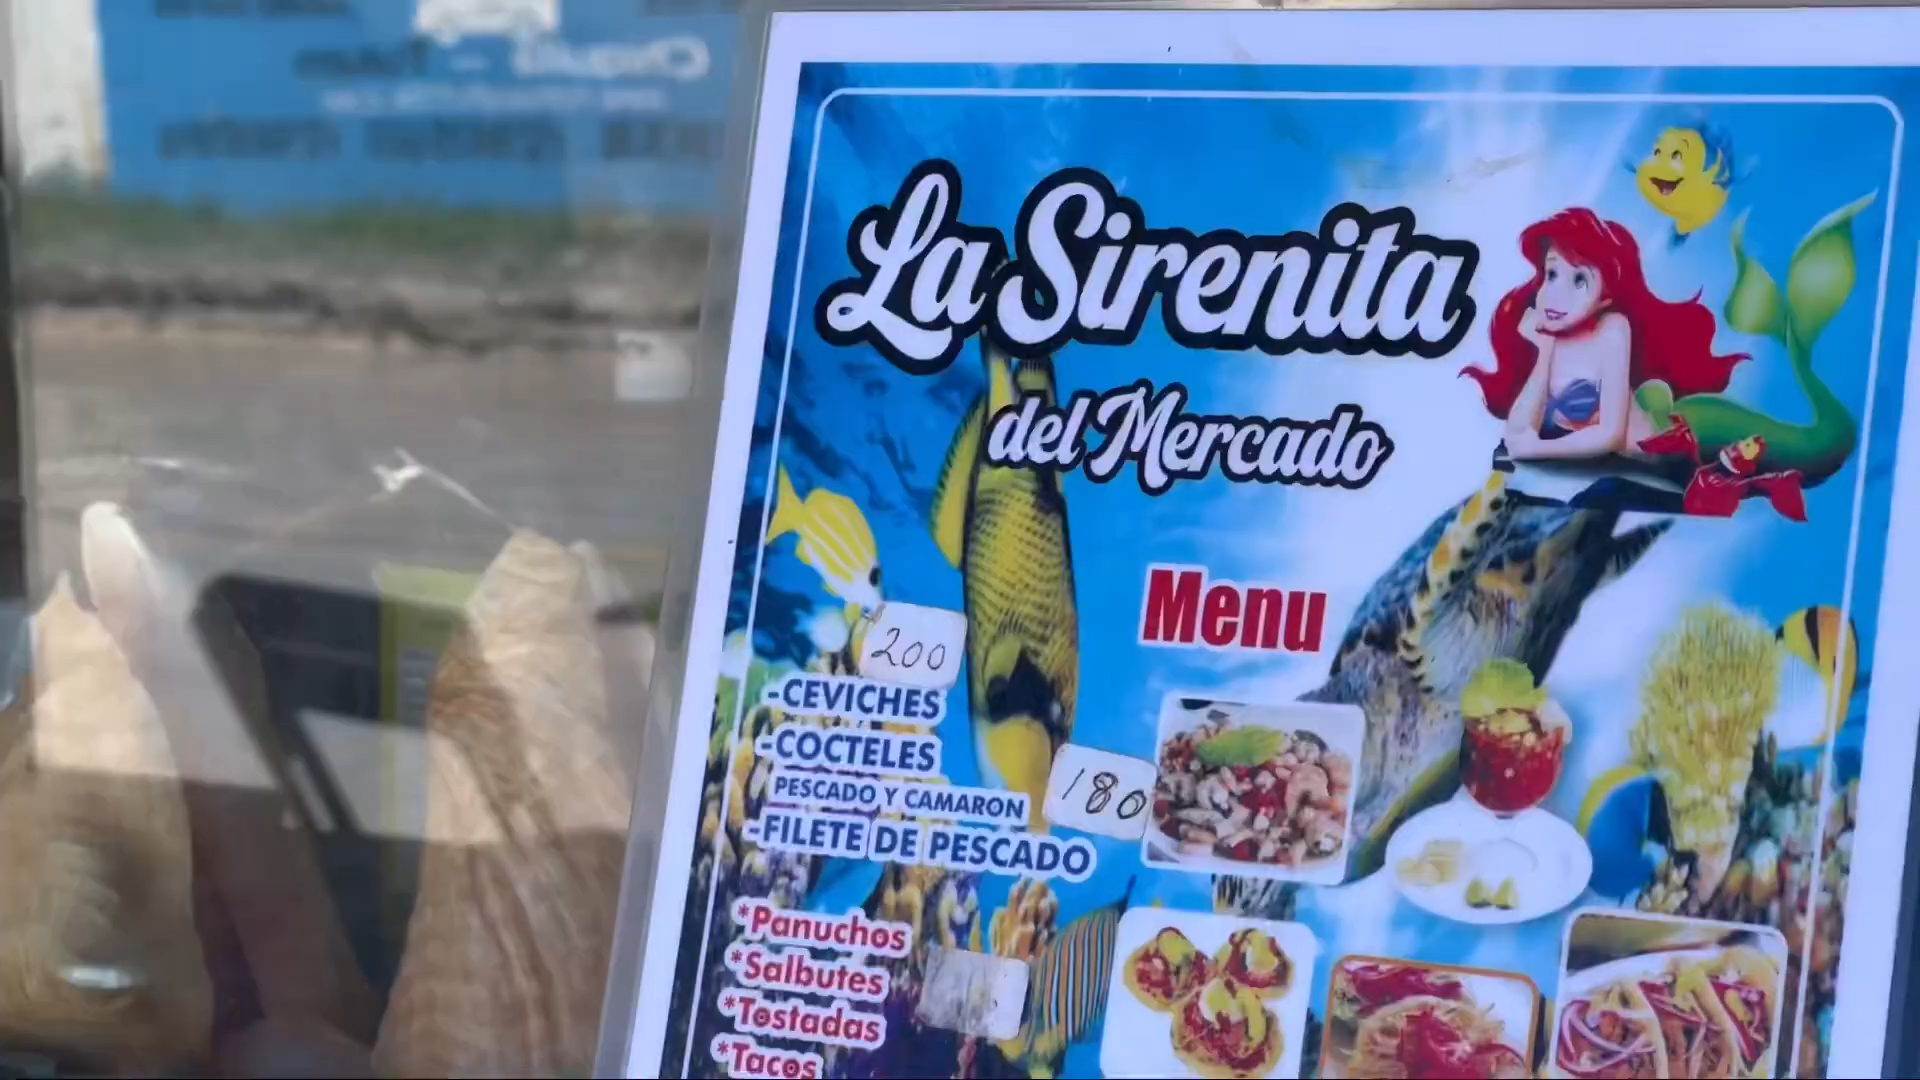 La Sirenita
del Mercado
Menu
200
-CEVICHES
-COCTELES
PESCADO Y CAMARON
180
-FILETE DE PESCADO
*Panuchos
*Salbutes
*Tostadas
*Tacos